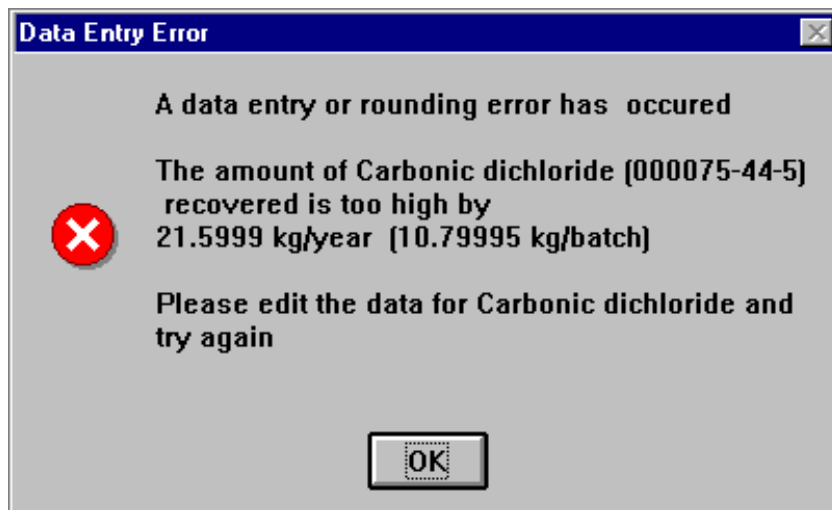 Data Entry Error
A data entry or rounding error has  occured
The amount of Carbonic dichloride (000075-44-5)
recovered is too high by
21.5999 kg/year  (10.79995 kg/batch)
Please edit the data for Carbonic dichloride and
try again
OK